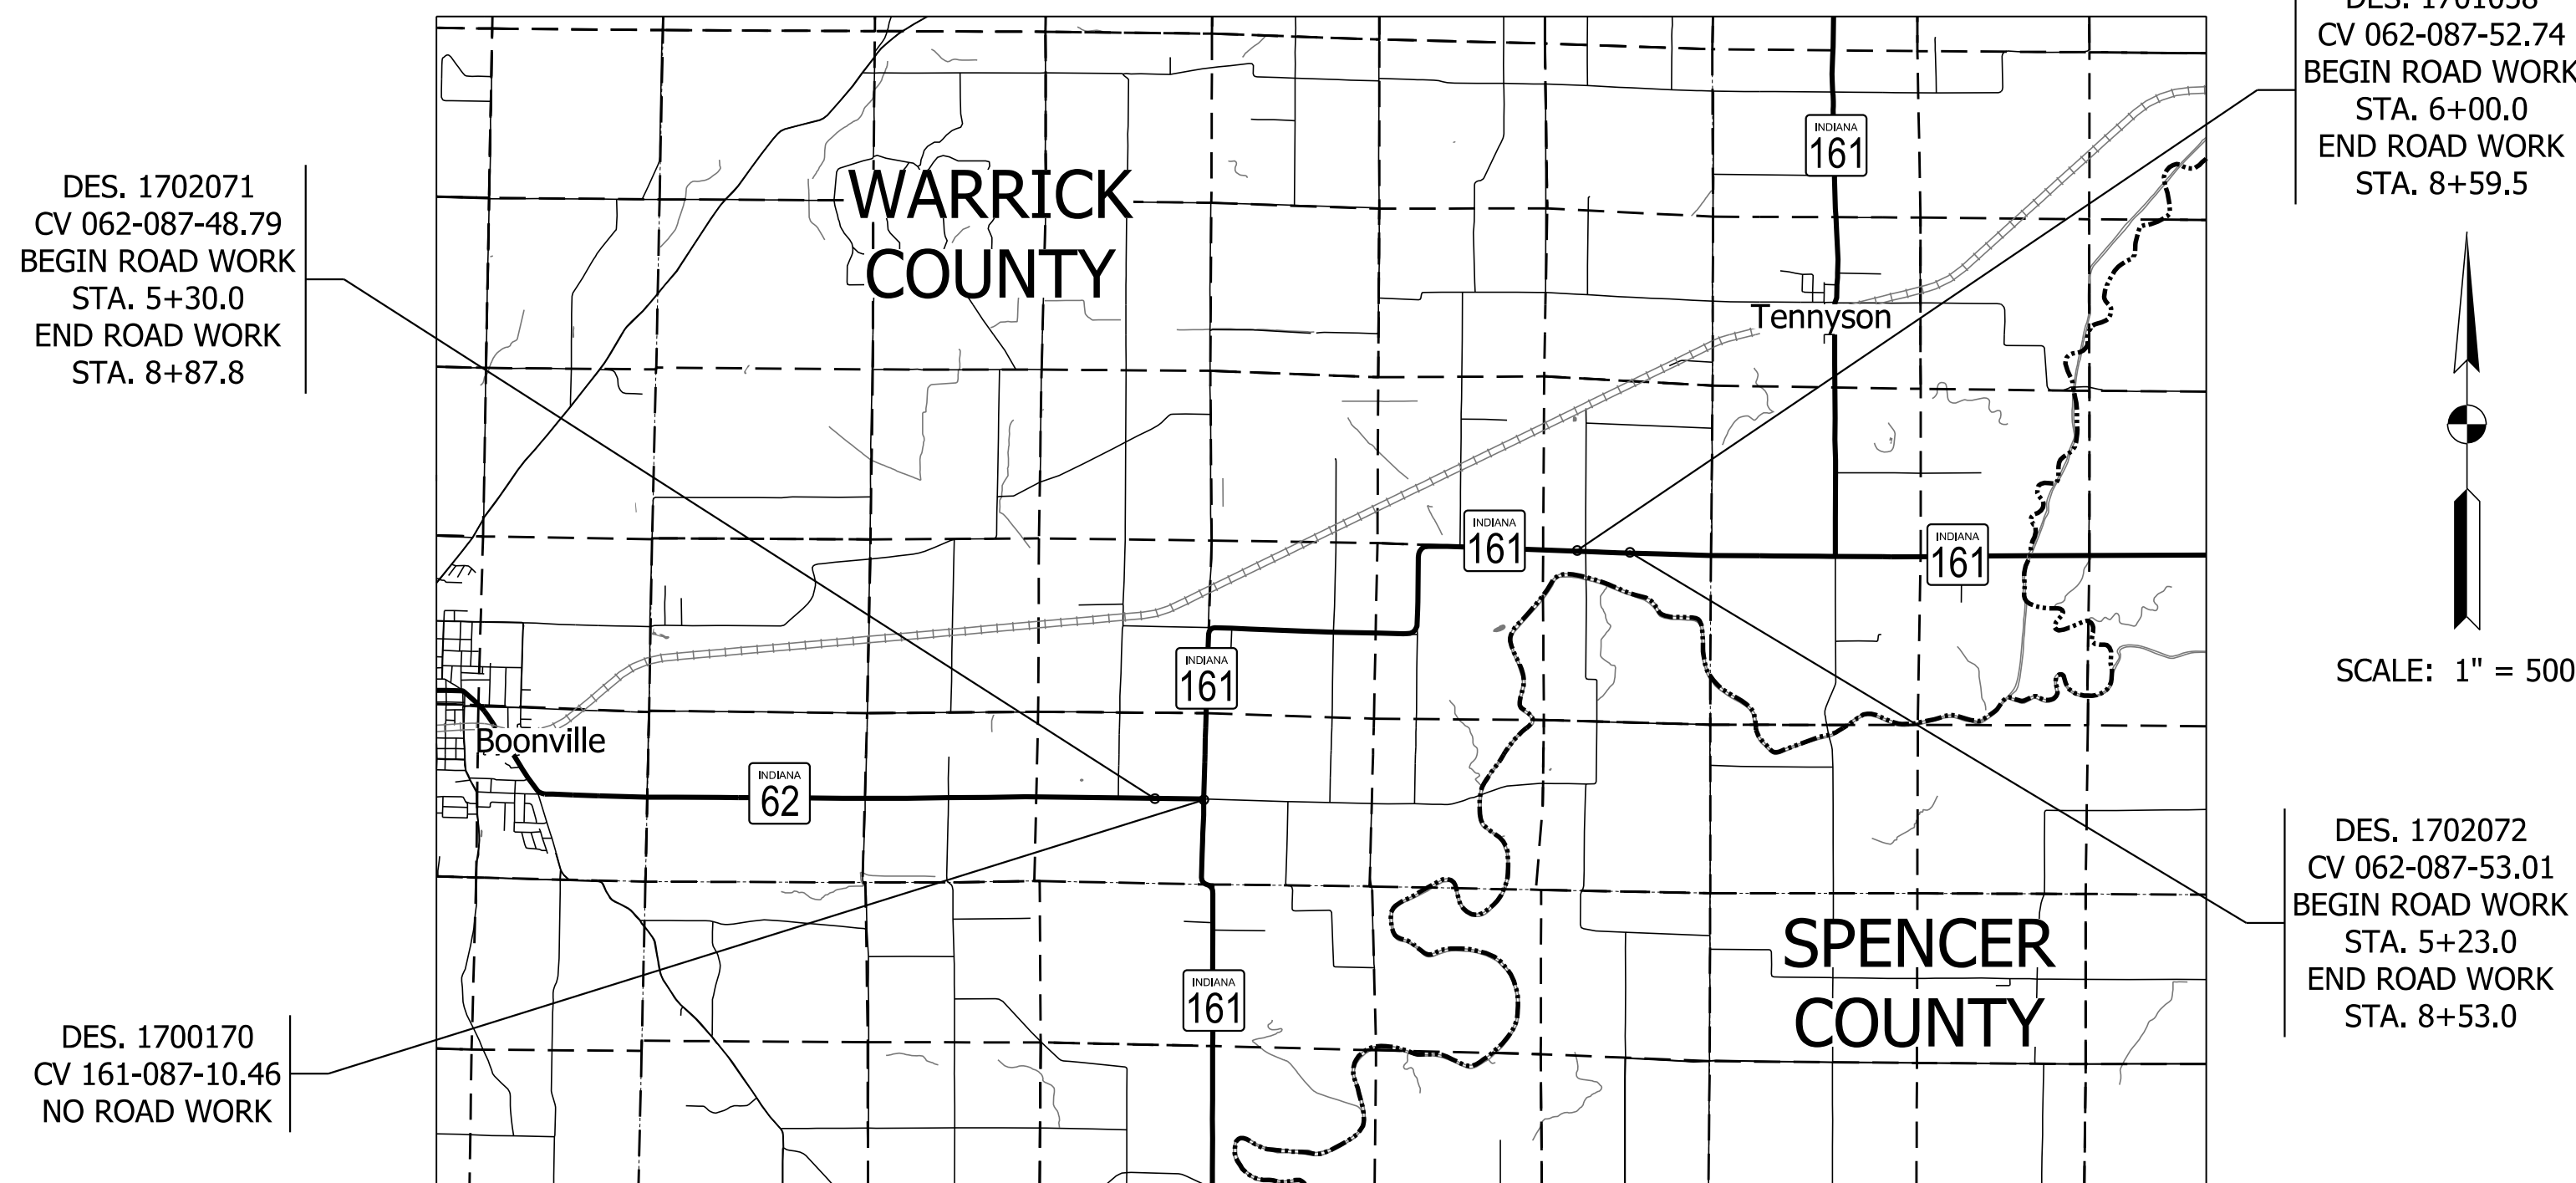 DES. 1702071
CV 062-087-48.79
BEGIN ROAD WORK
STA. 5+30.0
END ROAD WORK
STA. 8+87.8
DES. 1700170
CV 161-087-10.46
NO ROAD WORK
WARRICK
COUNTY
INDIANA
161
Tennyson
INDIANA
161
INDIANA
161
INDIANA
161
Boonville
INDIANA
62
INDIANA
161
SPENCER
COUNTY
CV 062-087-52.74
BEGIN ROAD WORK
STA. 6+00.0
END ROAD WORK
STA. 8+59.5
SCALE: 1" = 500
DES. 1702072
CV 062-087-53.01
BEGIN ROAD WORK
STA. 5+23.0
END ROAD WORK
STA. 8+53.0